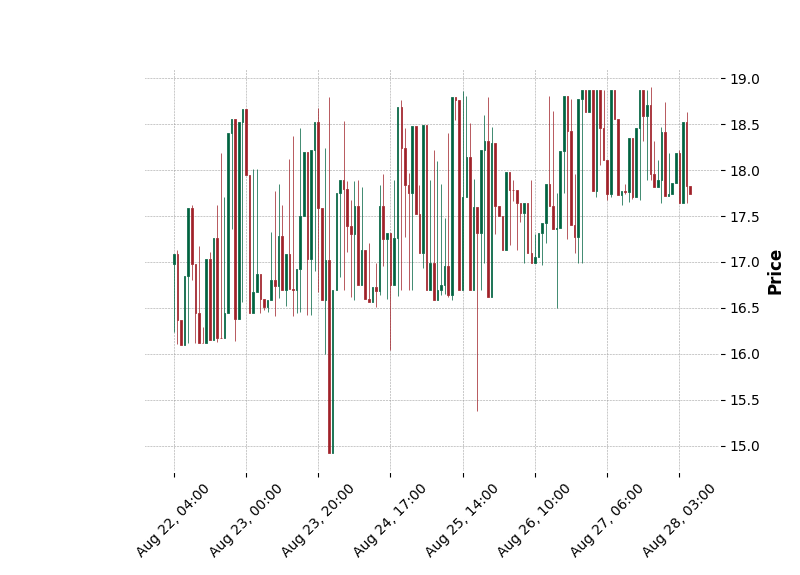 19.0
18.5
18.0
17.5
17.0
16.5
16.0
15.5
15.0
Price
Aug 22, 04:00
Aug 23, 00:00
Aug 23, 20:00
Aug 24, 17:00
Aug 25, 14:00
Aug 26, 10:00
Aug 27, 06:00
Aug 28, 03:00